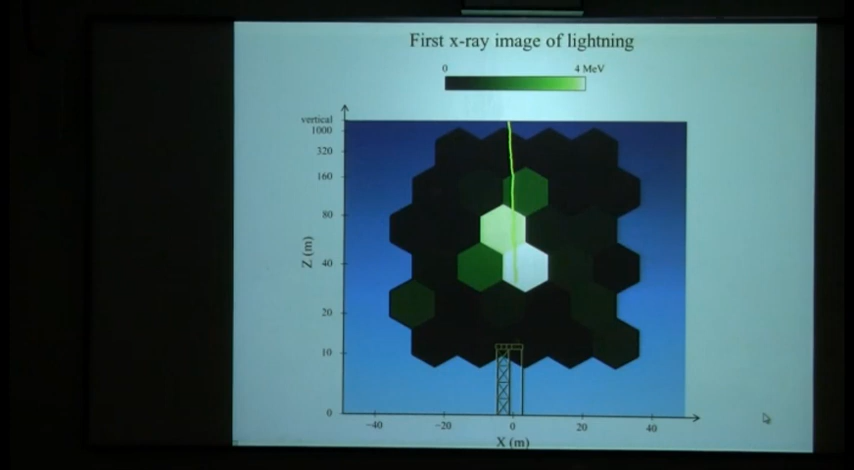 First x-ray image of lightning
0 4 MeV
vertical
1000
320
160
80
40
20
10
0
Z (m)
-40 -20 0 20 40
X (m)